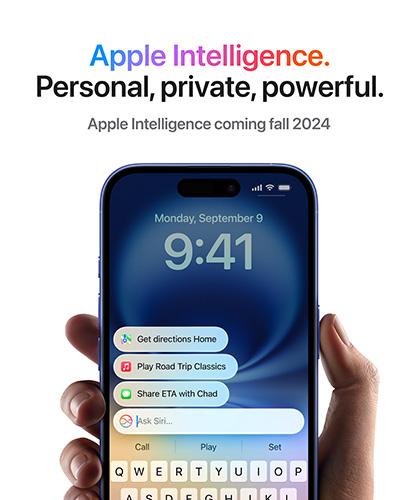 Apple Intelligence.
Personal, private, powerful.
Apple Intelligence coming fall 2024
Monday, September 9
9:41
Get directions Home
Play Road Trip Classics
Share ETA with Chad
Ask Siri...
Call Play Set
Q W E R T Y U I O P
A S D F G H J K L